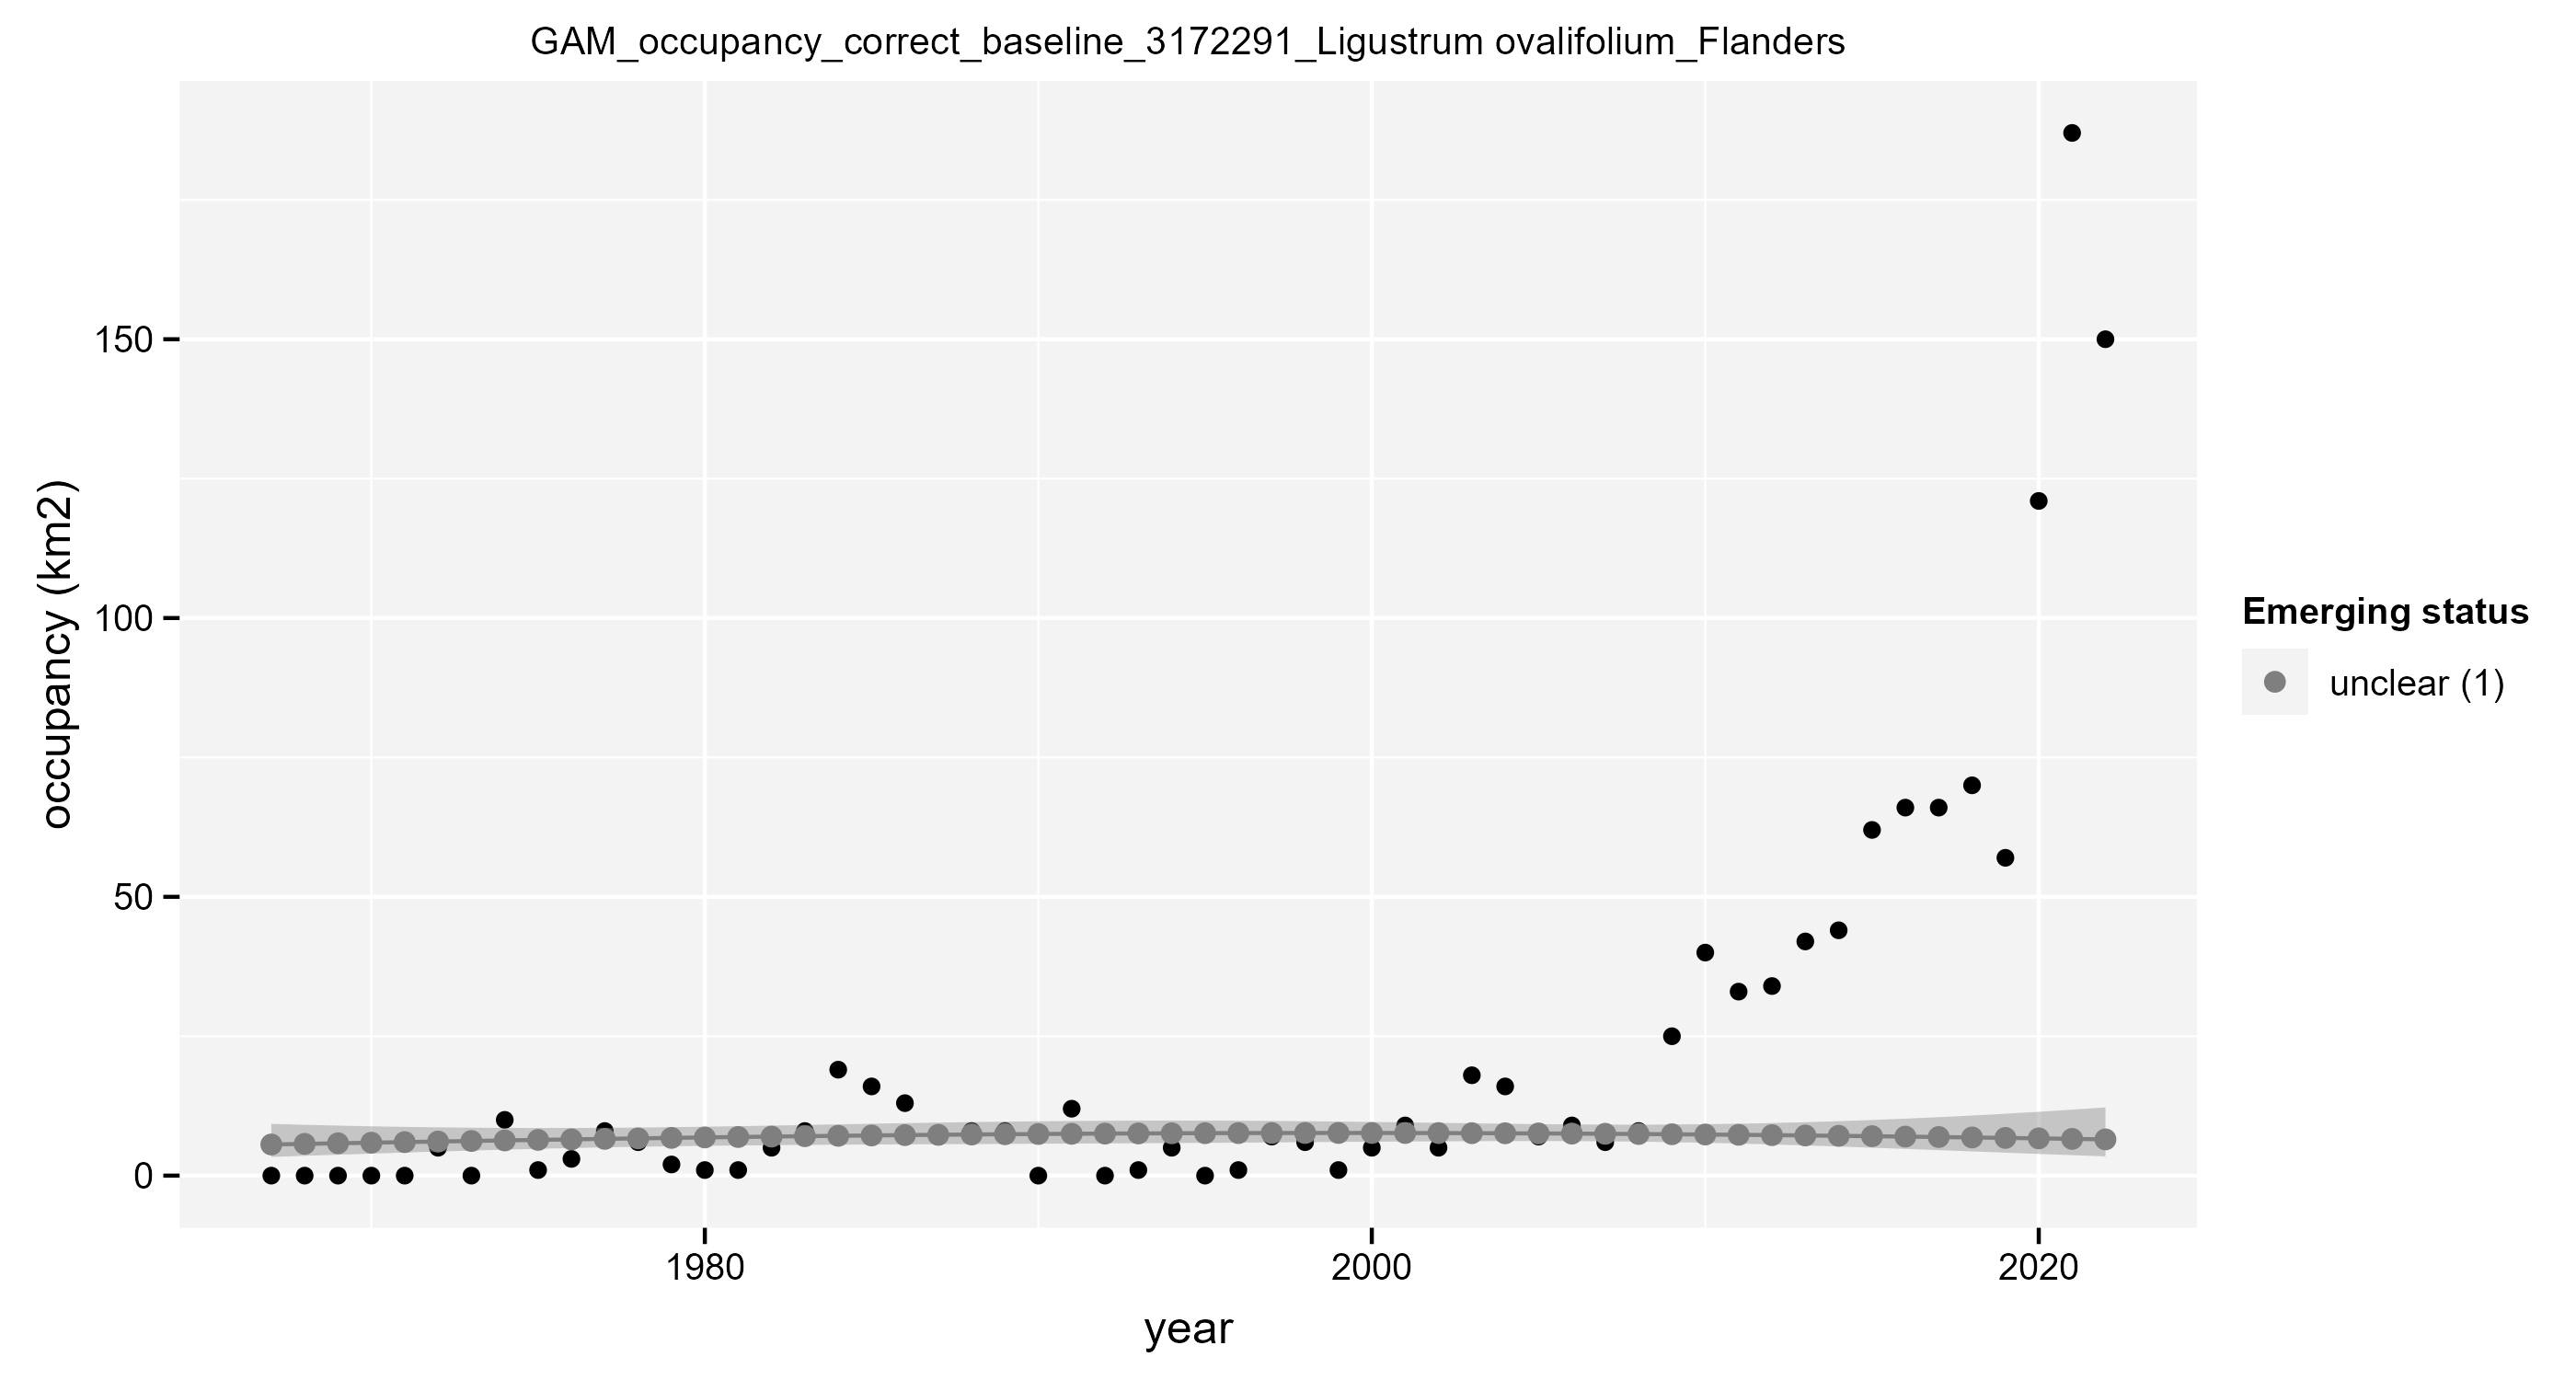 GAM_occupancy_correct_baseline_3172291_Ligustrum ovalifolium_Flanders
occupancy (km2)
150
100
50
0
1980
2000
2020
year
Emerging status
unclear (1)